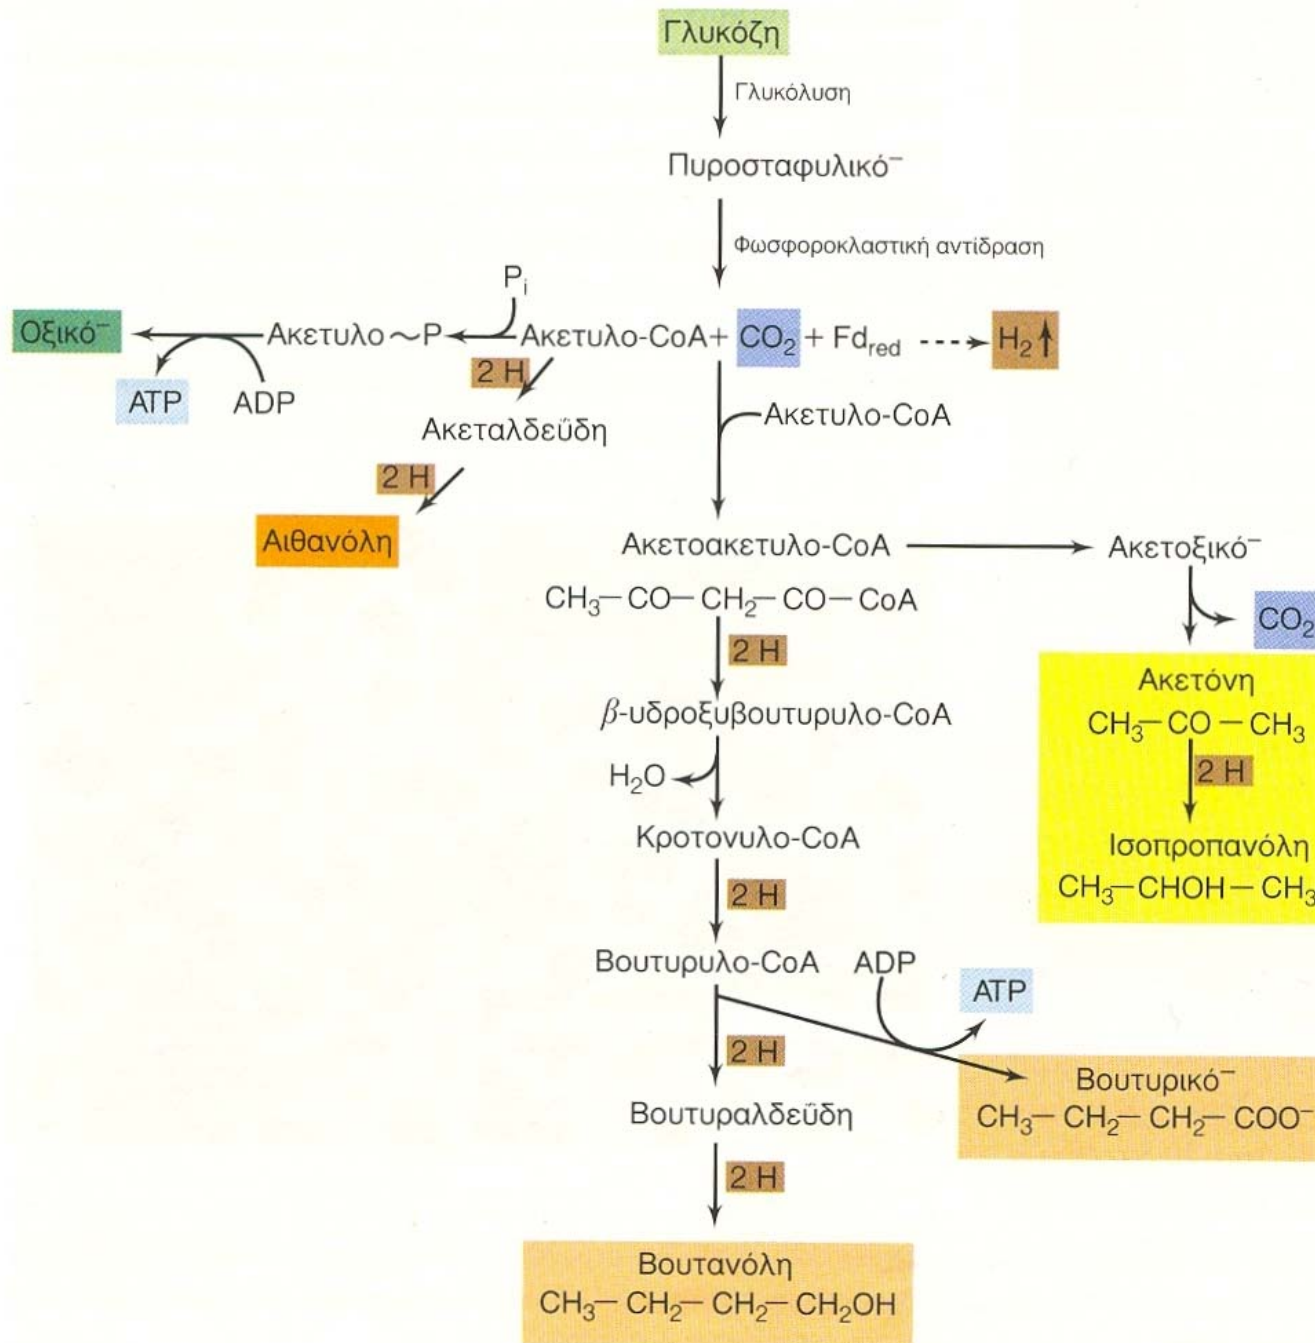 Γλυκόζη
Γλυκόλυση
Πυροσταφυλικό⁻
Φωσφοροκλαστική αντίδραση
Pᵢ
Οξικό⁻
Ακετυλο ~P
Ακετυλο-CoA+ CO₂ + Fd_red
H₂↑
2 H
ATP
ADP
Ακετυλο-CoA
Ακεταλδεΰδη
2 H
Αιθανόλη
Ακετοακετυλο-CoA
Ακετοξικό⁻
CH₃—CO—CH₂—CO—CoA
CO₂
2 H
Ακετόνη
β-υδροξυβουτυρυλο-CoA
CH₃—CO—CH₃
H₂O
2 H
Κροτονυλο-CoA
Ισοπροπανόλη
CH₃—CHOH—CH₃
2 H
Βουτυρυλο-CoA
ADP
ATP
2 H
Βουτυρικό⁻
Βουτυραλδεΰδη
CH₃—CH₂—CH₂—COO⁻
2 H
Βουτανόλη
CH₃—CH₂—CH₂—CH₂OH